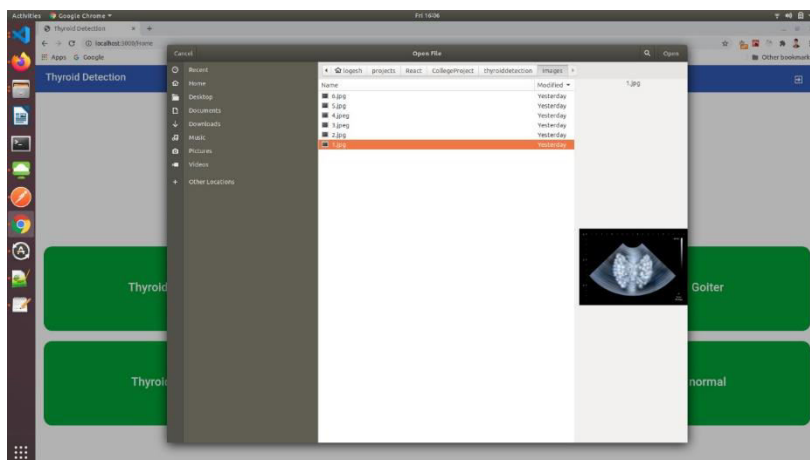 Activities Google Chrome Fri 16:06
Thyroid Detection
localhost:3000/home
Apps Google Other bookmark
Thyroid Detection
Cancel Open File Open
Recent
Home
Desktop
Documents
Downloads
Music
Pictures
Videos
Other Locations
logesh projects React CollegeProject thyroiddetection images
Name Modified
6.jpg Yesterday
5.jpg Yesterday
4.jpeg Yesterday
3.jpeg Yesterday
2.jpg Yesterday
1.jpg Yesterday
1.jpg
Thyroid Goiter
Thyroid normal